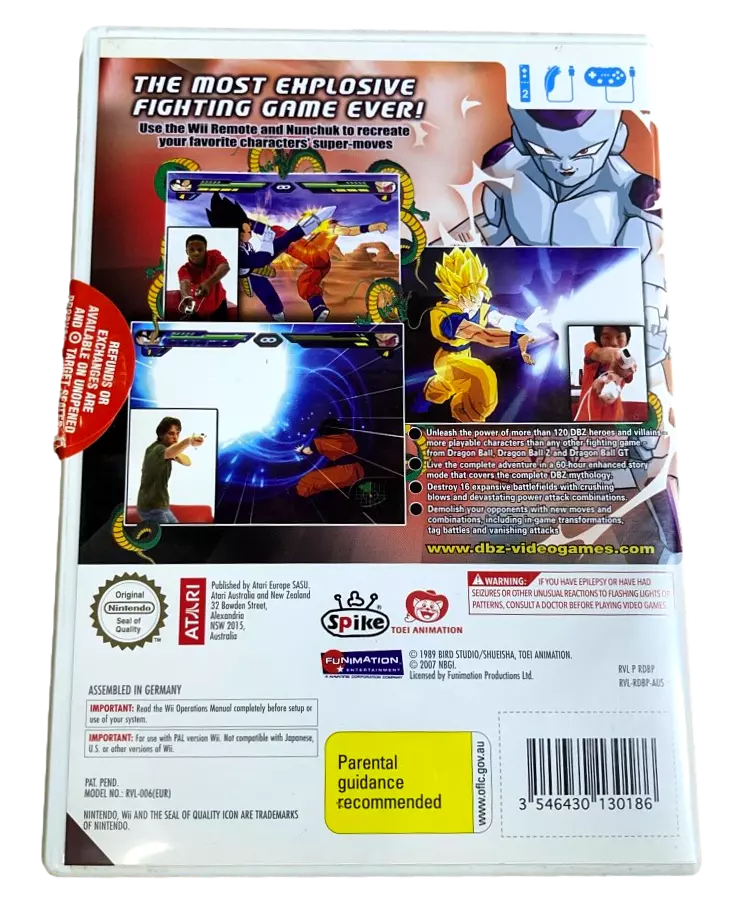 THE MOST EXPLOSIVE
FIGHTING GAME EVER!
Use the Wii Remote and Nunchuk to recreate
your favorite characters' super-moves
2
REFUNDS OR
EXCHANGES ARE
AVAILABLE ON UNOPENED
AND
TARGET
Unleash the power of more than 120 DBZ heroes and villains
more playable characters than any other fighting game
from Dragon Ball, Dragon Ball Z and Dragon Ball GT
Live the complete adventure in a 60-hour enhanced story
mode that covers the complete DBZ mythology.
Destroy 16 expansive battlefields with crushing
blows and devastating power attack combinations.
Demolish your opponents with new moves and
combinations, including in-game transformations,
tag battles and vanishing attacks
www.dbz-videogames.com
Original
Nintendo
Seal of
Quality
TM
ATARI
Published by Atari Europe SASU.
Atari Australia and New Zealand
32 Bowden Street,
Alexandria
NSW 2015,
Australia
Spike®
TOEI ANIMATION
WARNING: IF YOU HAVE EPILEPSY OR HAVE HAD
SEIZURES OR OTHER UNUSUAL REACTIONS TO FLASHING LIGHTS OR
PATTERNS, CONSULT A DOCTOR BEFORE PLAYING VIDEO GAMES.
FUNIMATION
ENTERTAINMENT
A NAVARRE CORPORATION COMPANY
© 1989 BIRD STUDIO/SHUEISHA, TOEI ANIMATION.
© 2007 NBGI.
Licensed by Funimation Productions Ltd.
RVL P RDBP
RVL-RDBP-AUS
ASSEMBLED IN GERMANY
IMPORTANT: Read the Wii Operations Manual completely before setup or
use of your system.
IMPORTANT: For use with PAL version Wii. Not compatible with Japanese,
U.S. or other versions of Wii.
PAT. PEND.
MODEL NO.: RVL-006(EUR)
NINTENDO, Wii AND THE SEAL OF QUALITY ICON ARE TRADEMARKS
OF NINTENDO.
Parental
guidance
recommended
www.oflc.gov.au
3 546430 130186